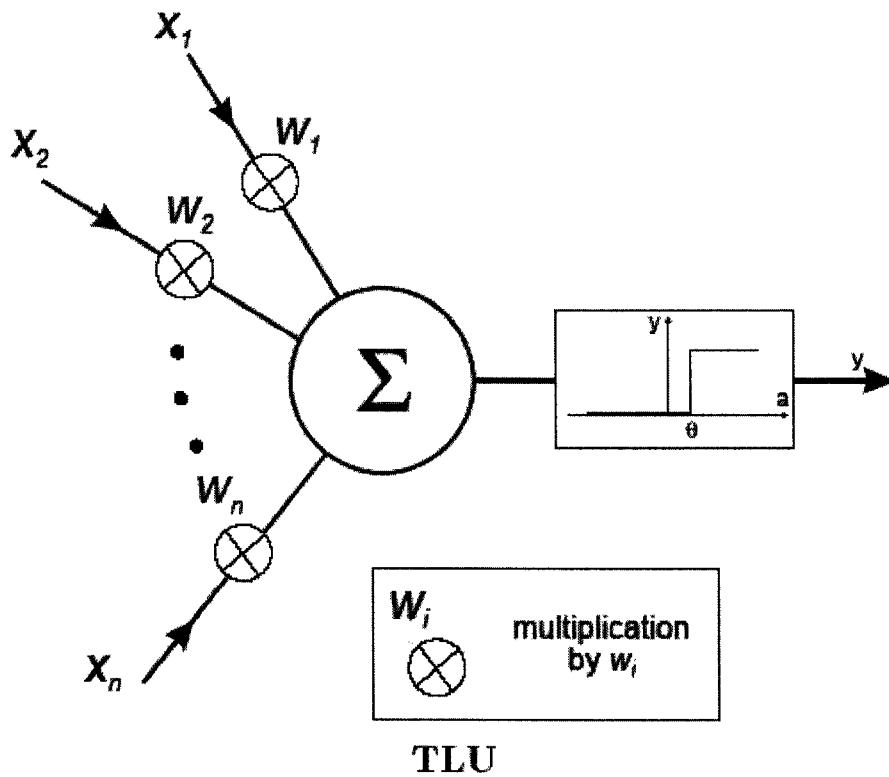 X₁
W₁
X₂
W₂
Σ
y
a
θ
y
Wₙ
Xₙ
Wᵢ
multiplication
by wᵢ
TLU